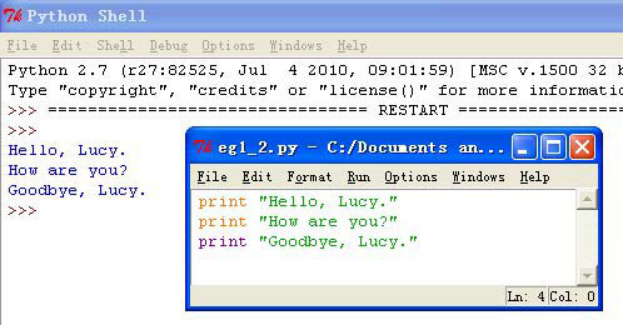 Python Shell
File Edit Shell Debug Options Windows Help
Python 2.7 (r27:82525, Jul  4 2010, 09:01:59) [MSC v.1500 32
Type "copyright", "credits" or "license()" for more
>>> ================================ RESTART ================
>>>
Hello, Lucy.
How are you?
Goodbye, Lucy.
>>>
eg1_2.py - C:/Documents an...
File Edit Format Run Options Windows Help
print "Hello, Lucy."
print "How are you?"
print "Goodbye, Lucy."
Ln: 4 Col: 0